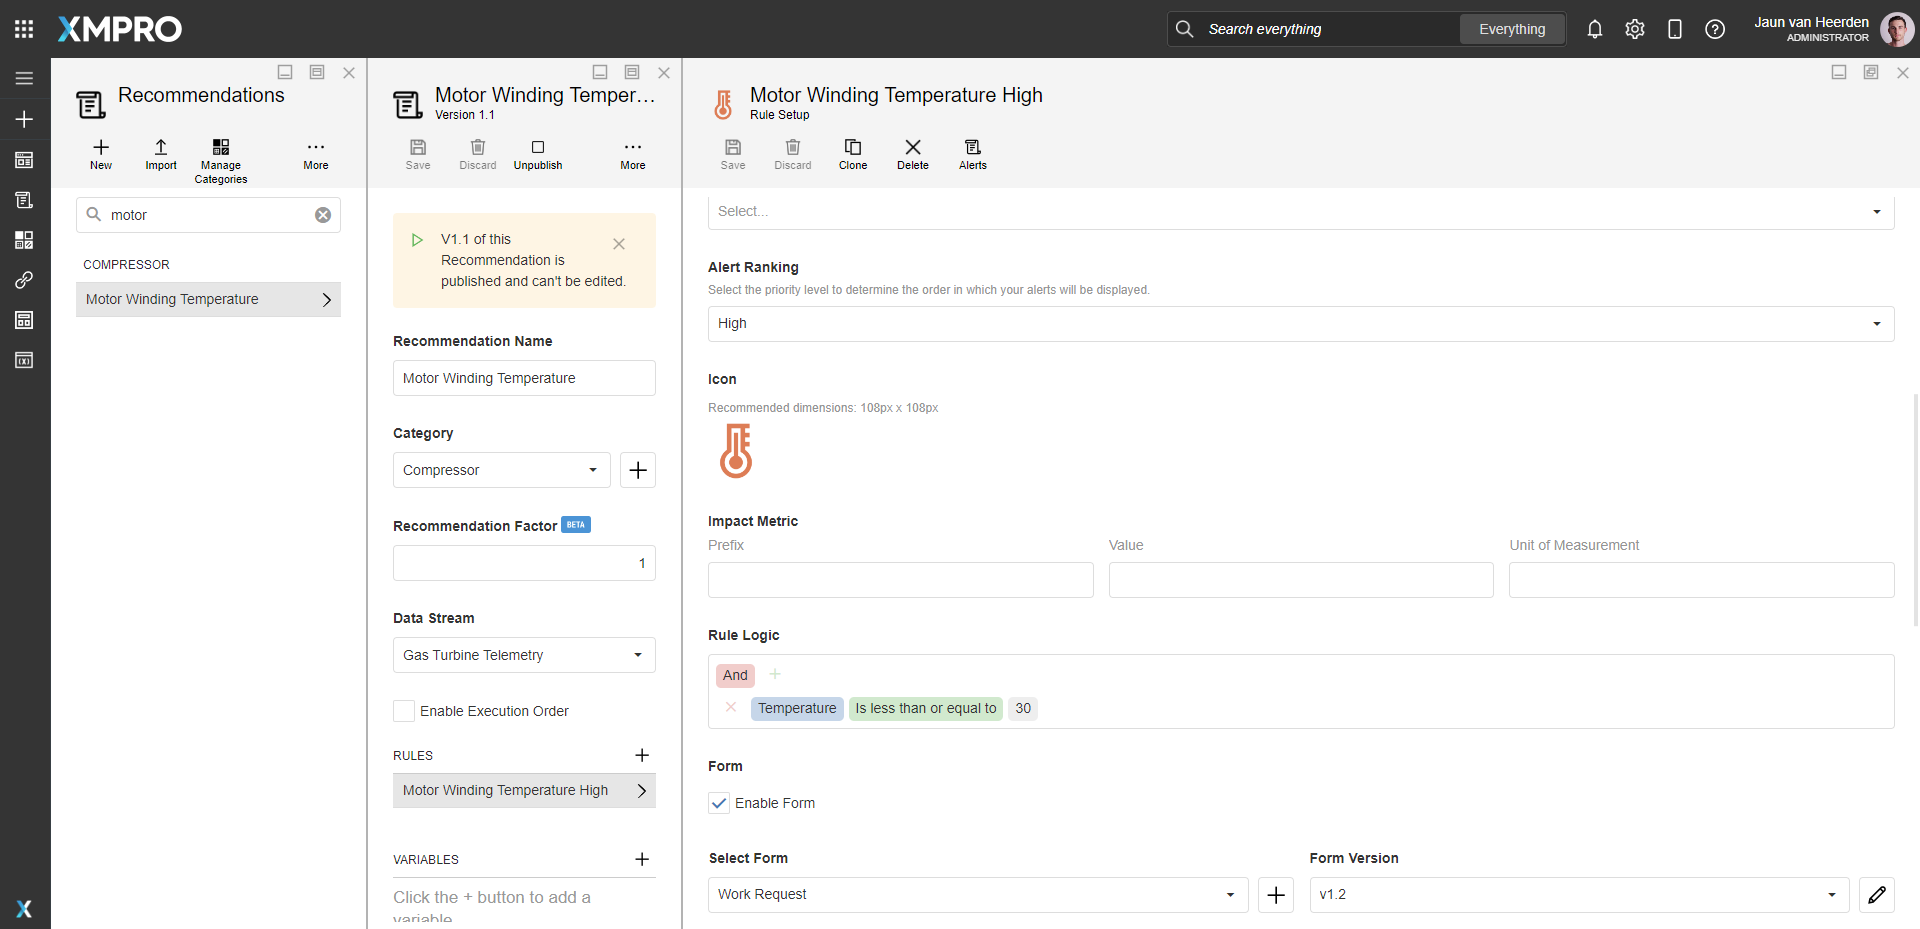 XMPRO
Search everything
Everything
Jaun van Heerden
ADMINISTRATOR
Recommendations
New
Import
Manage
Categories
More
motor
COMPRESSOR
Motor Winding Temperature
Motor Winding Temper...
Version 1.1
Save
Discard
Unpublish
More
V1.1 of this
Recommendation is
published and can't be edited.
Recommendation Name
Motor Winding Temperature
Category
Compressor
Recommendation Factor BETA
1
Data Stream
Gas Turbine Telemetry
Enable Execution Order
RULES
Motor Winding Temperature High
VARIABLES
Click the + button to add a
variable
Motor Winding Temperature High
Rule Setup
Save
Discard
Clone
Delete
Alerts
Select...
Alert Ranking
Select the priority level to determine the order in which your alerts will be displayed.
High
Icon
Recommended dimensions: 108px x 108px
Impact Metric
Prefix
Value
Unit of Measurement
Rule Logic
And
Temperature Is less than or equal to 30
Form
Enable Form
Select Form
Form Version
Work Request
v1.2